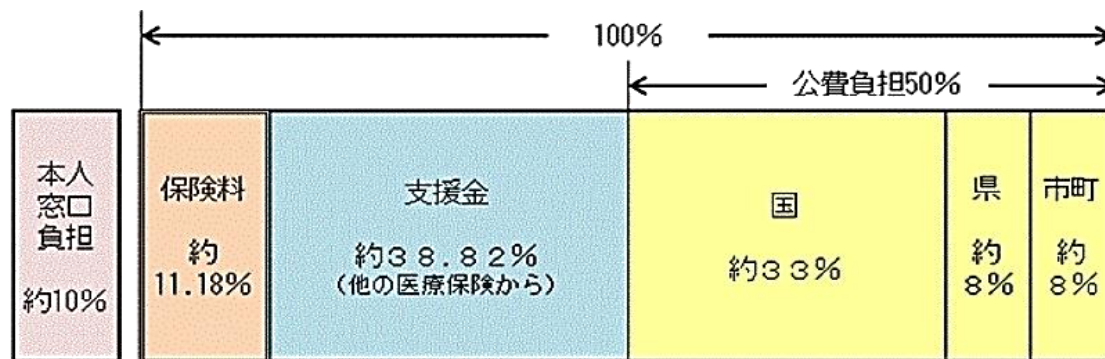 100%
公費負担50%
本人
窓口
負担
約10%
保険料
約
11.18%
支援金
約３８.８２%
(他の医療保険から)
国
約３３%
県
約
８%
市町
約
８%